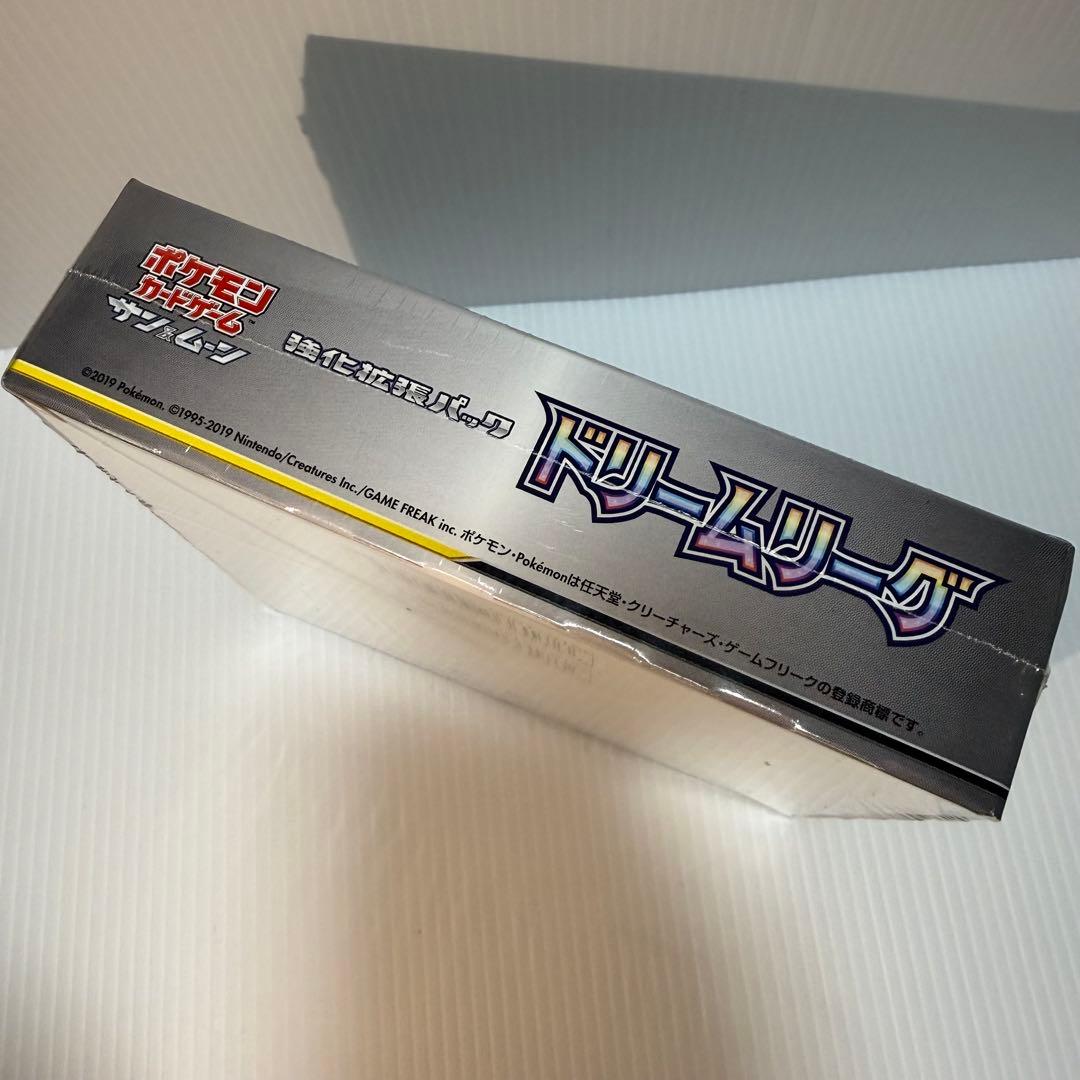 ポケモン
カードゲーム
サン&ムーン
強化拡張パック
ドリームリーグ
©2019 Pokémon. ©1995-2019 Nintendo/Creatures Inc./GAME FREAK inc. ポケモン・Pokémonは任天堂・クリーチャーズ・ゲームフリークの登録商標です。